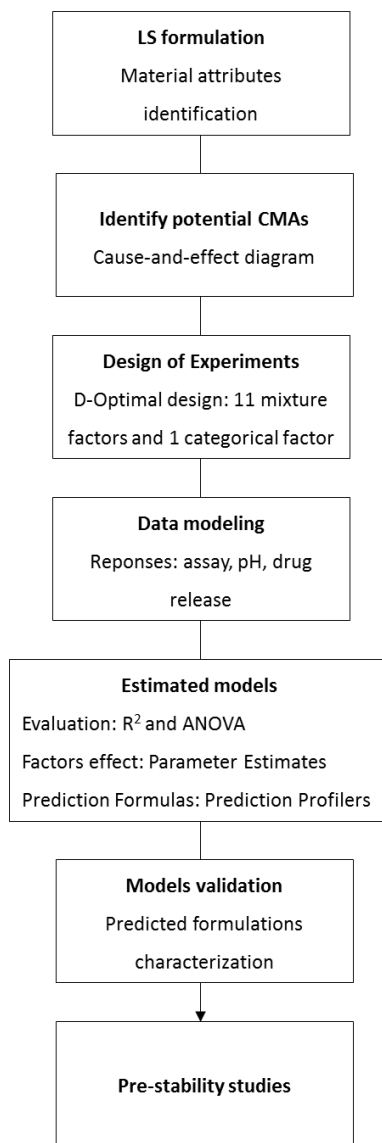 LS formulation
Material attributes
identification
Identify potential CMAs
Cause-and-effect diagram
Design of Experiments
D-Optimal design: 11 mixture
factors and 1 categorical factor
Data modeling
Reponses: assay, pH, drug
release
Estimated models
Evaluation: R² and ANOVA
Factors effect: Parameter Estimates
Prediction Formulas: Prediction Profilers
Models validation
Predicted formulations
characterization
Pre-stability studies